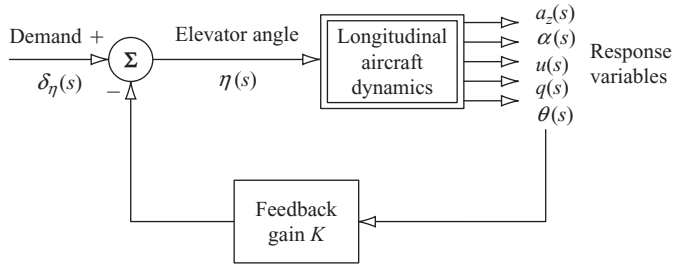 Demand +
δη(s)
Σ
−
Elevator angle
η(s)
Longitudinal
aircraft
dynamics
az(s)
α(s)
u(s)
q(s)
θ(s)
Response
variables
Feedback
gain K